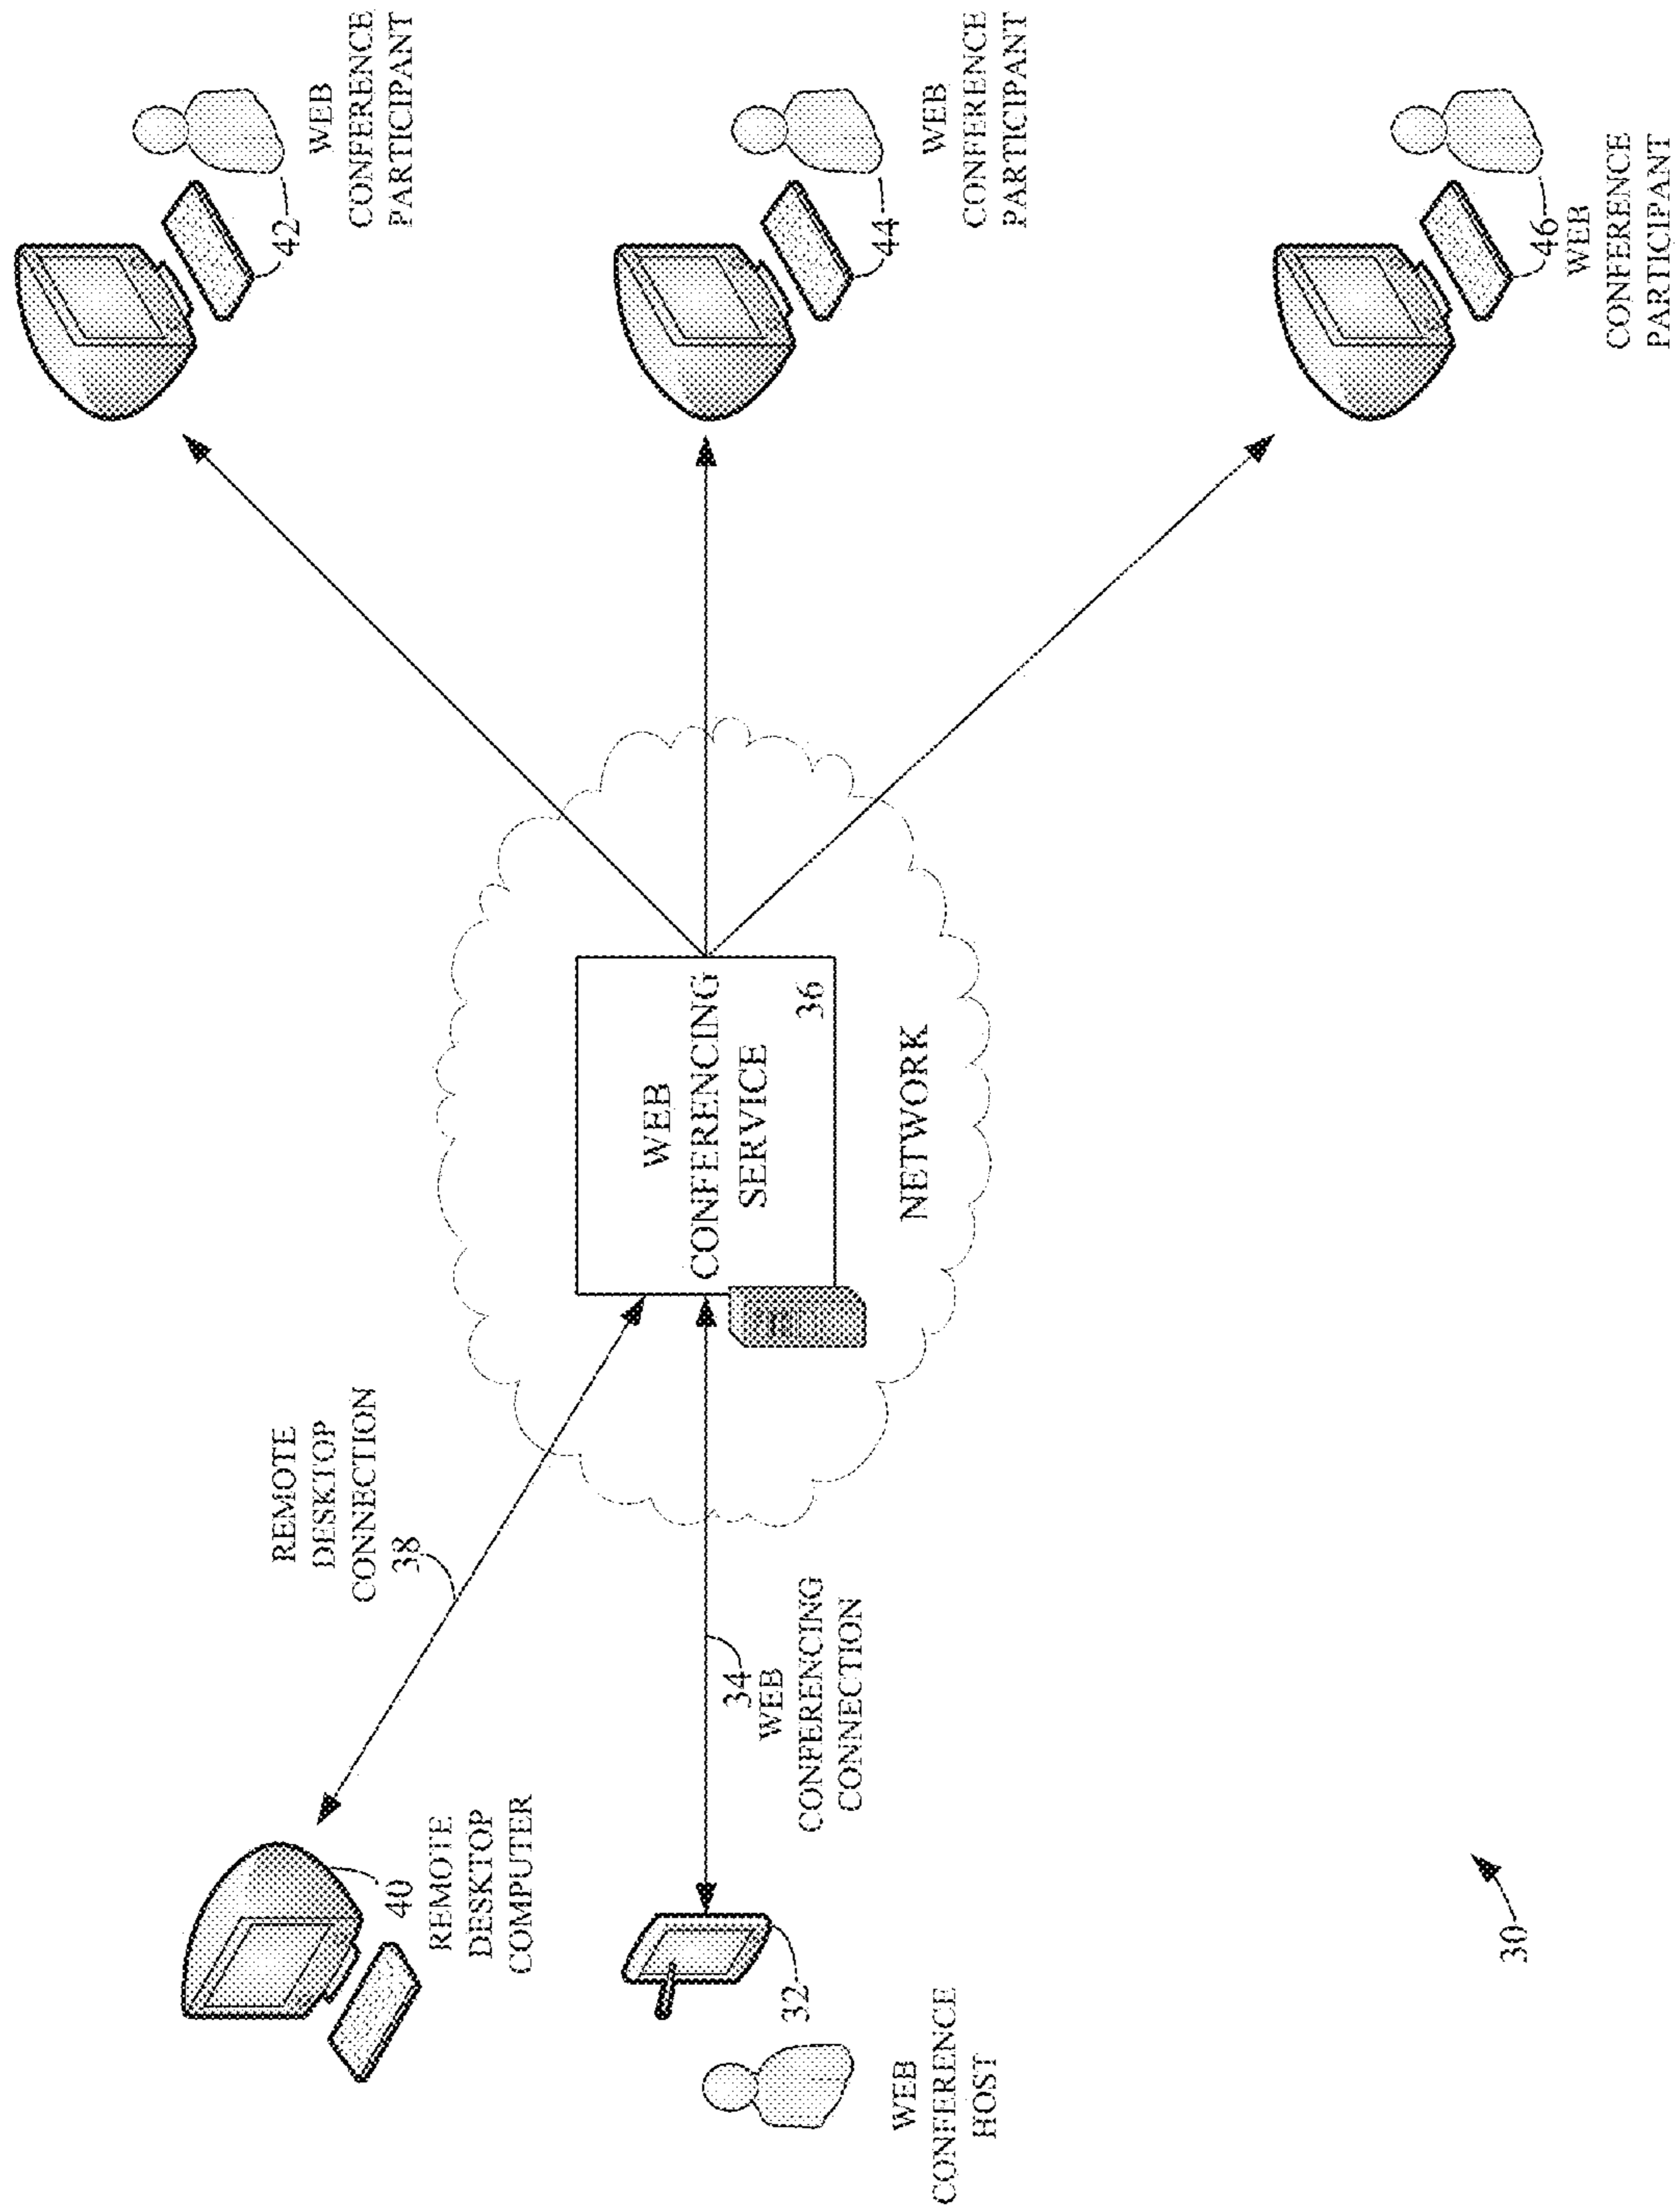 REMOTE
DESKTOP
CONNECTION
38
40
REMOTE
DESKTOP
COMPUTER
32
WEB
CONFERENCE
HOST
34
WEB
CONFERENCING
CONNECTION
WEB
CONFERENCING
SERVICE
36
NETWORK
42
WEB
CONFERENCE
PARTICIPANT
44
WEB
CONFERENCE
PARTICIPANT
46
WEB
CONFERENCE
PARTICIPANT
30